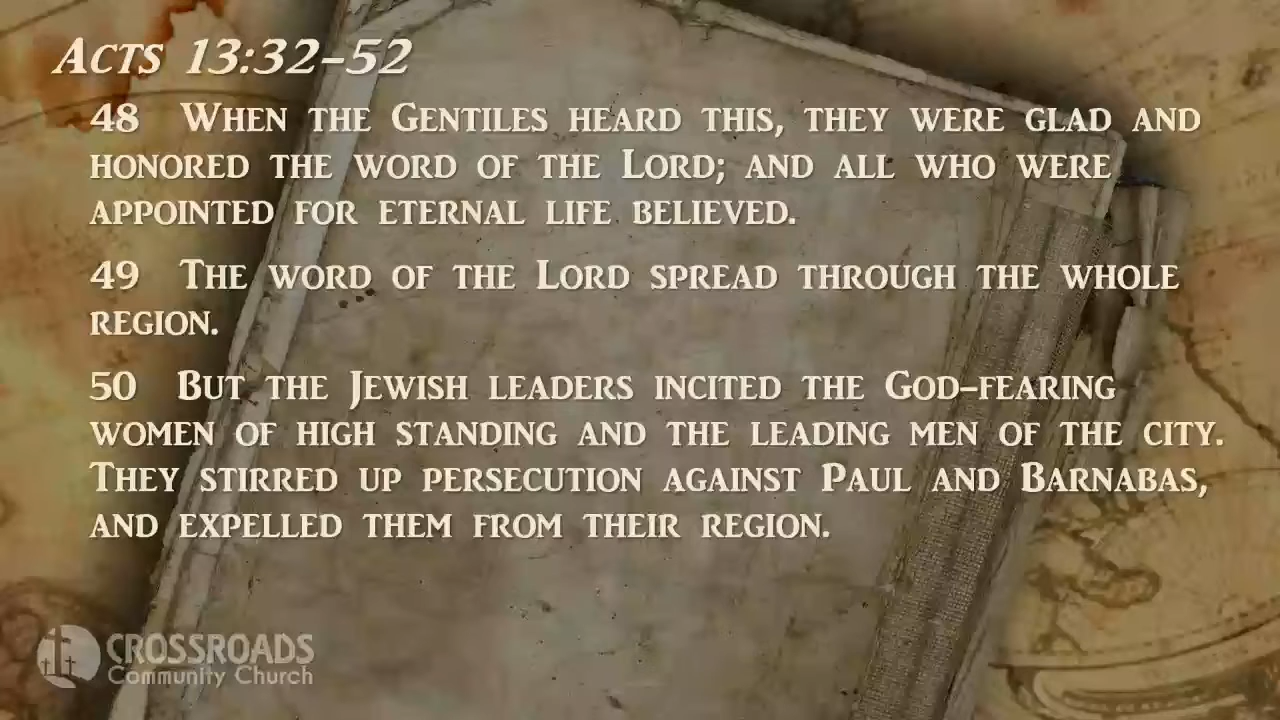 Acts 13:32-52
48 When the Gentiles heard this, they were glad and
honored the word of the Lord; and all who were
appointed for eternal life believed.
49 The word of the Lord spread through the whole
region.
50 But the Jewish leaders incited the God-fearing
women of high standing and the leading men of the city.
They stirred up persecution against Paul and Barnabas,
and expelled them from their region.
CROSSROADS
Community Church